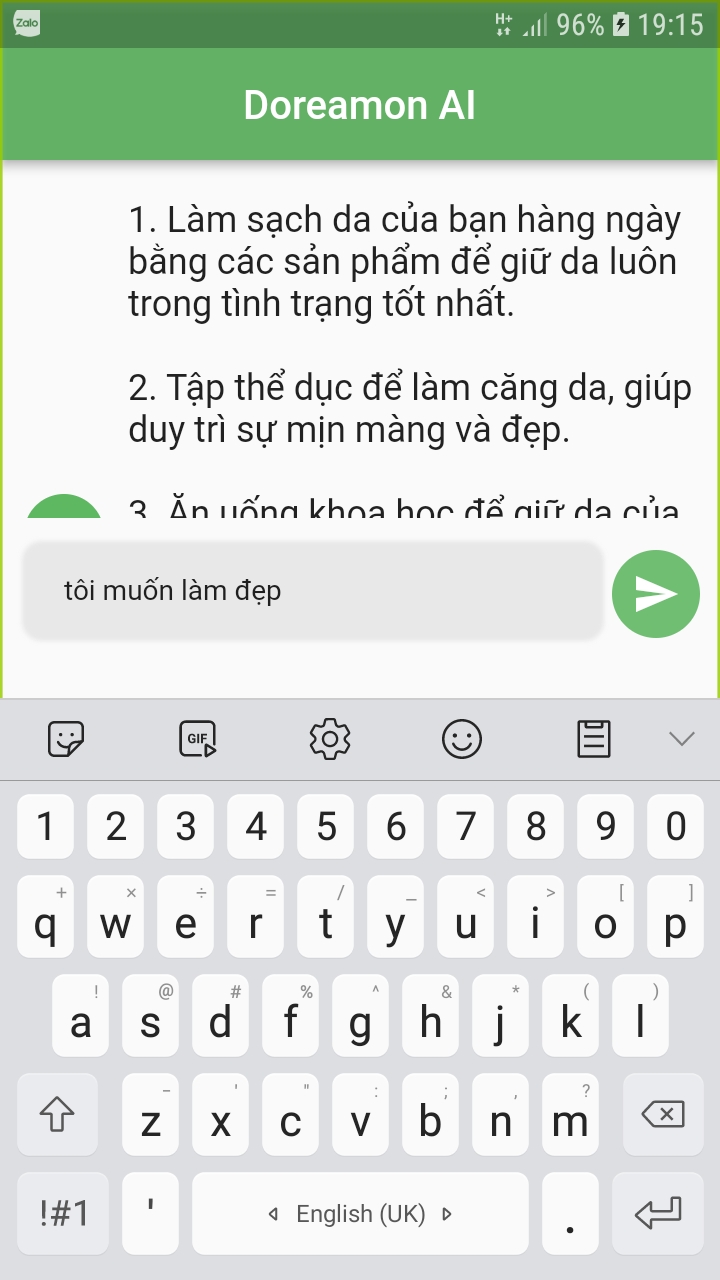 Zalo H+ 96% 19:15
Doreamon AI
1. Làm sạch da của bạn hàng ngày
bằng các sản phẩm để giữ da luôn
trong tình trạng tốt nhất.
2. Tập thể dục để làm căng da, giúp
duy trì sự mịn màng và đẹp.
3. Ăn uống khoa học để giữ da của
tôi muốn làm đẹp
GIF
1 2 3 4 5 6 7 8 9 0
+ × ÷ = / _ < > [ ]
q w e r t y u i o p
! @ # % ^ & * ( )
a s d f g h j k l
- ' " : ; , ?
z x c v b n m
!#1 ' English (UK) .